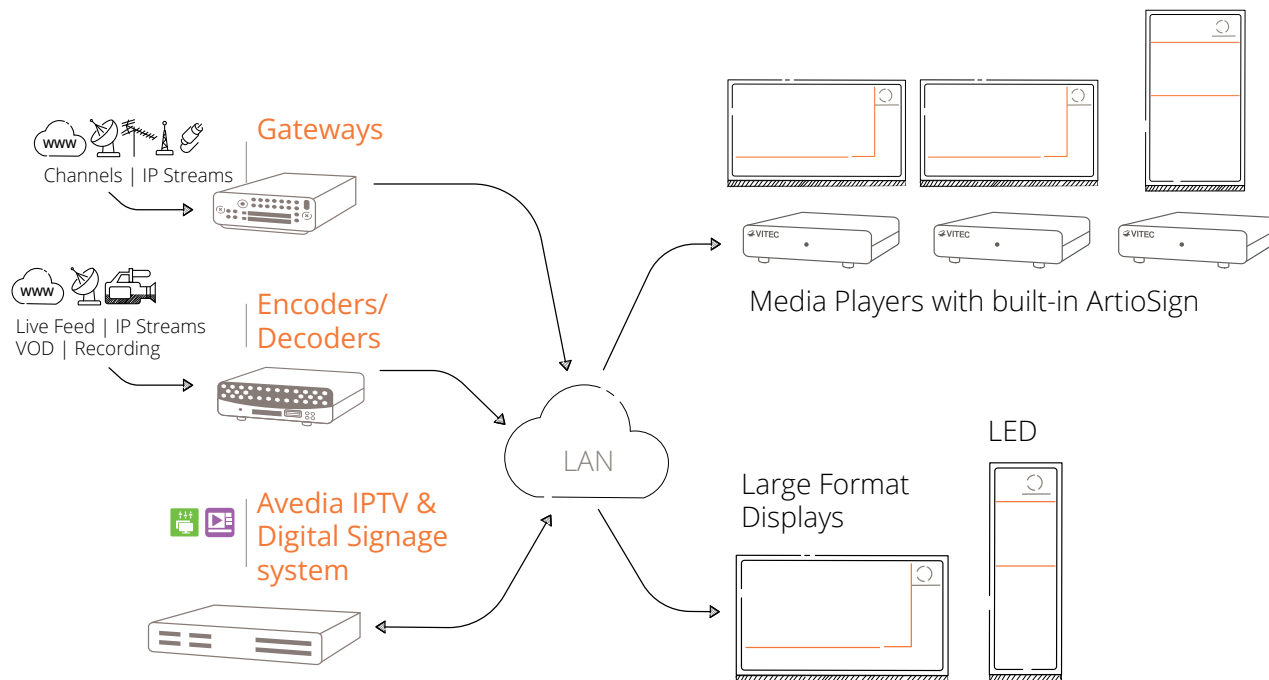 Gateways
www
Channels | IP Streams
www
Live Feed | IP Streams
VOD | Recording
Encoders/
Decoders
Avedia IPTV &
Digital Signage
system
LAN
VITEC
VITEC
VITEC
Media Players with built-in ArtioSign
Large Format
Displays
LED